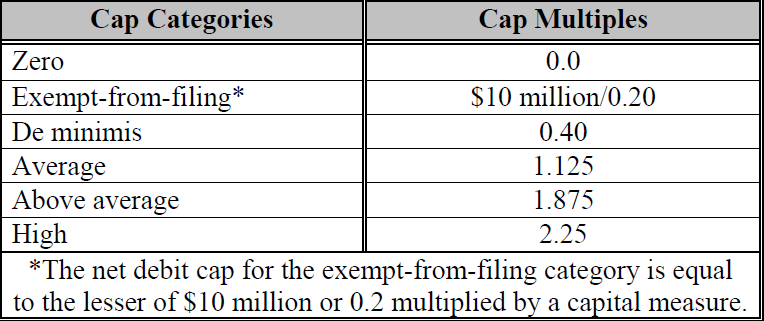 Cap Categories Cap Multiples
Zero 0.0
Exempt-from-filing* $10 million/0.20
De minimis 0.40
Average 1.125
Above average 1.875
High 2.25
*The net debit cap for the exempt-from-filing category is equal
to the lesser of $10 million or 0.2 multiplied by a capital measure.